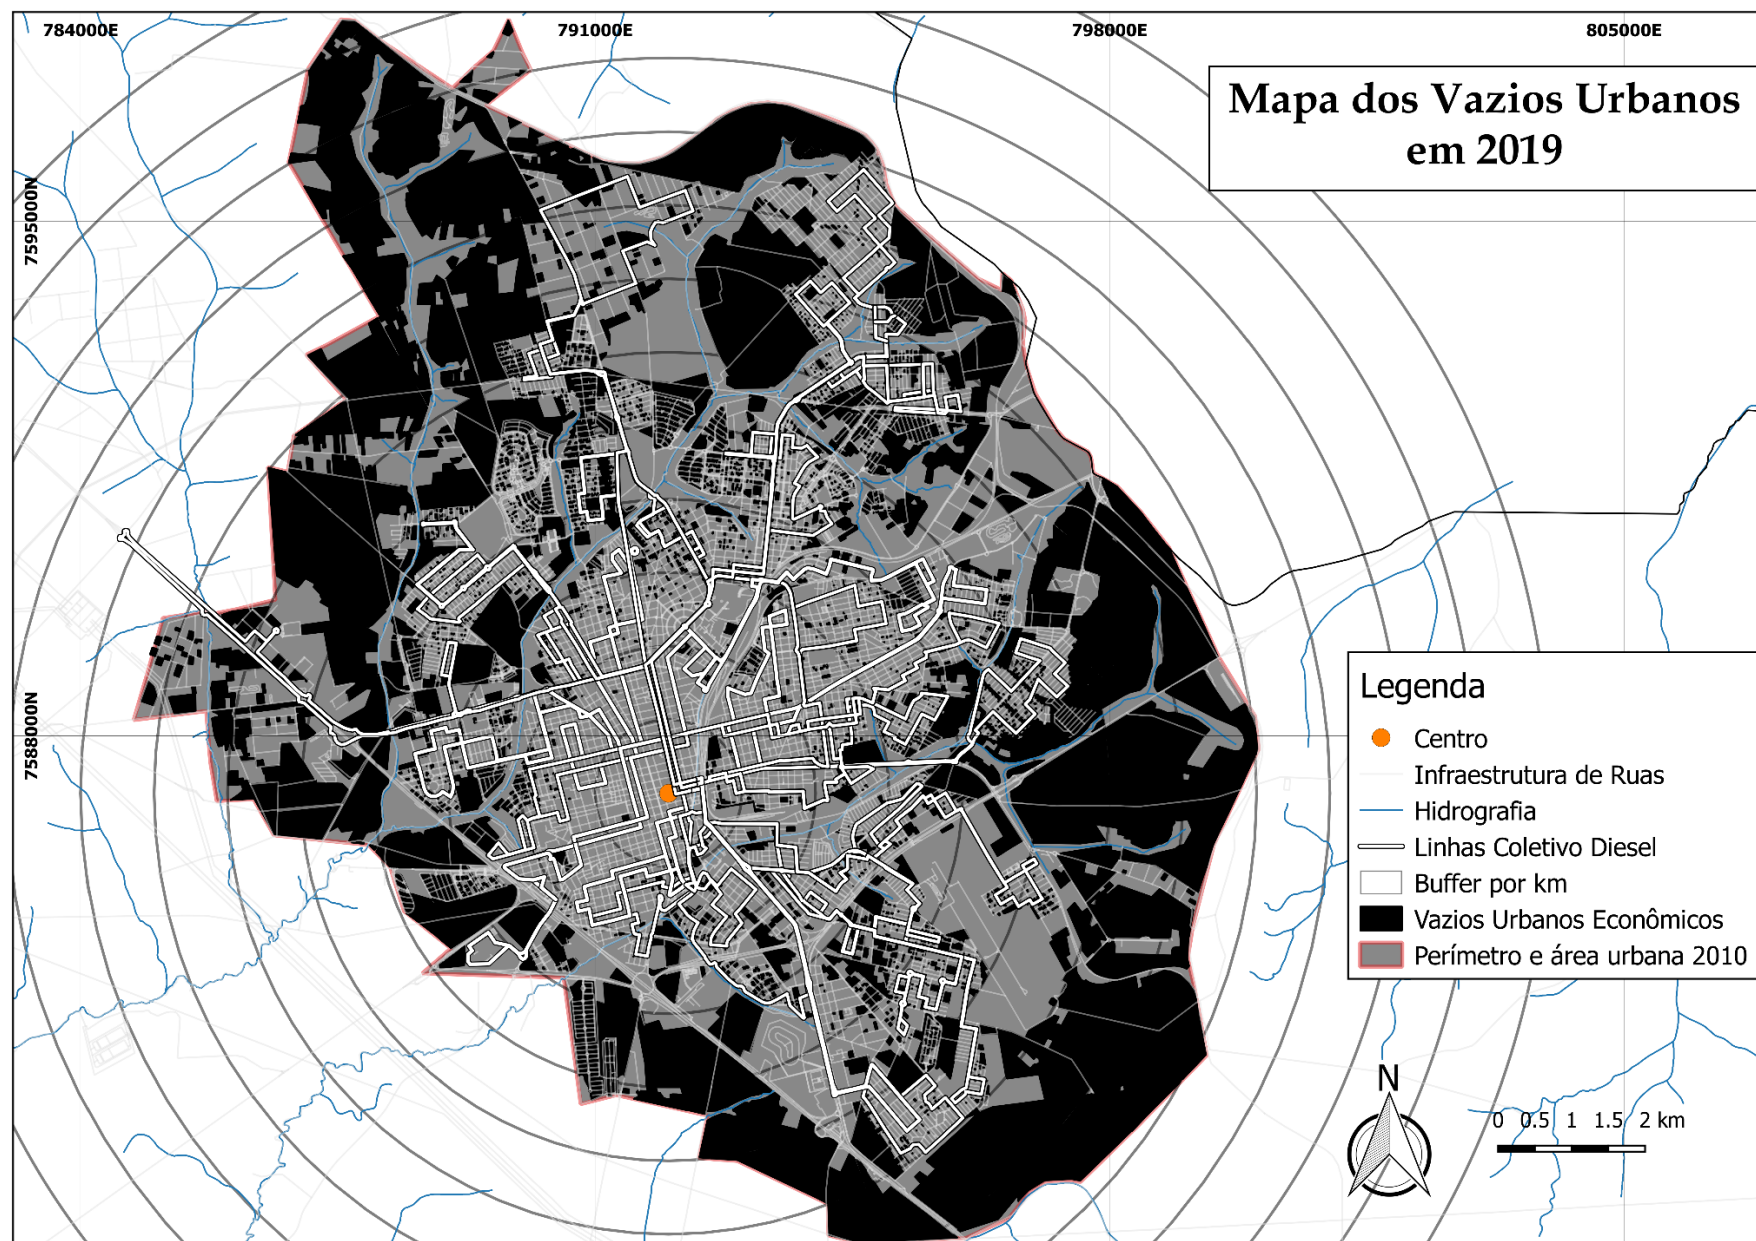 784000E
791000E
798000E
805000E
Mapa dos Vazios Urbanos
em 2019
7595000N
7588000N
Legenda
Centro
Infraestrutura de Ruas
Hidrografia
Linhas Coletivo Diesel
Buffer por km
Vazios Urbanos Econômicos
Perímetro e área urbana 2010
N
0 0.5 1 1.5 2 km